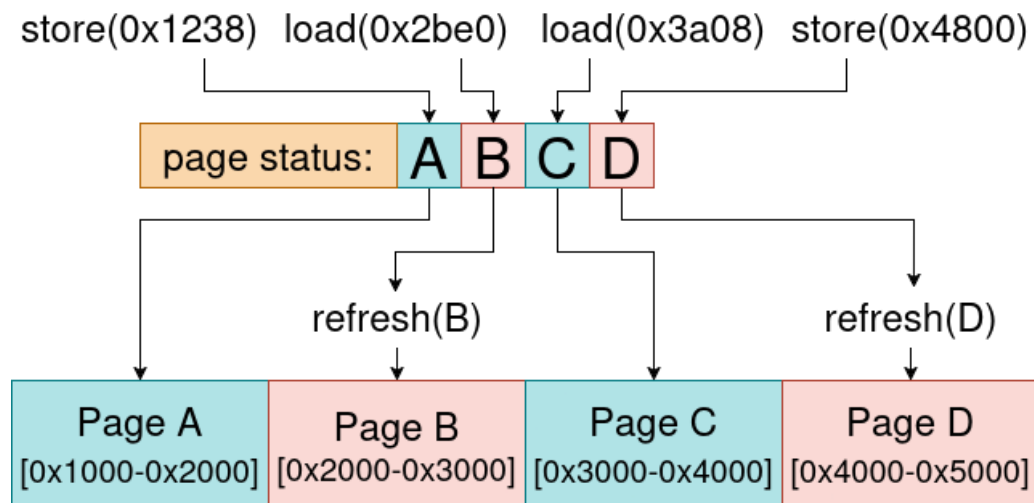 store(0x1238) load(0x2be0) load(0x3a08) store(0x4800)
page status: A B C D
refresh(B) refresh(D)
Page A Page B Page C Page D
[0x1000-0x2000] [0x2000-0x3000] [0x3000-0x4000] [0x4000-0x5000]